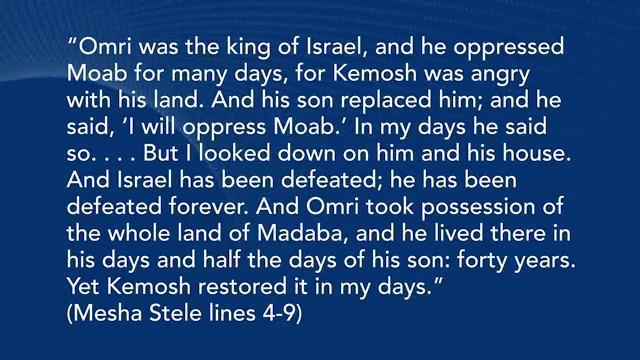 “Omri was the king of Israel, and he oppressed
Moab for many days, for Kemosh was angry
with his land. And his son replaced him; and he
said, ‘I will oppress Moab.’ In my days he said
so. . . . But I looked down on him and his house.
And Israel has been defeated; he has been
defeated forever. And Omri took possession of
the whole land of Madaba, and he lived there in
his days and half the days of his son: forty years.
Yet Kemosh restored it in my days.”
(Mesha Stele lines 4-9)